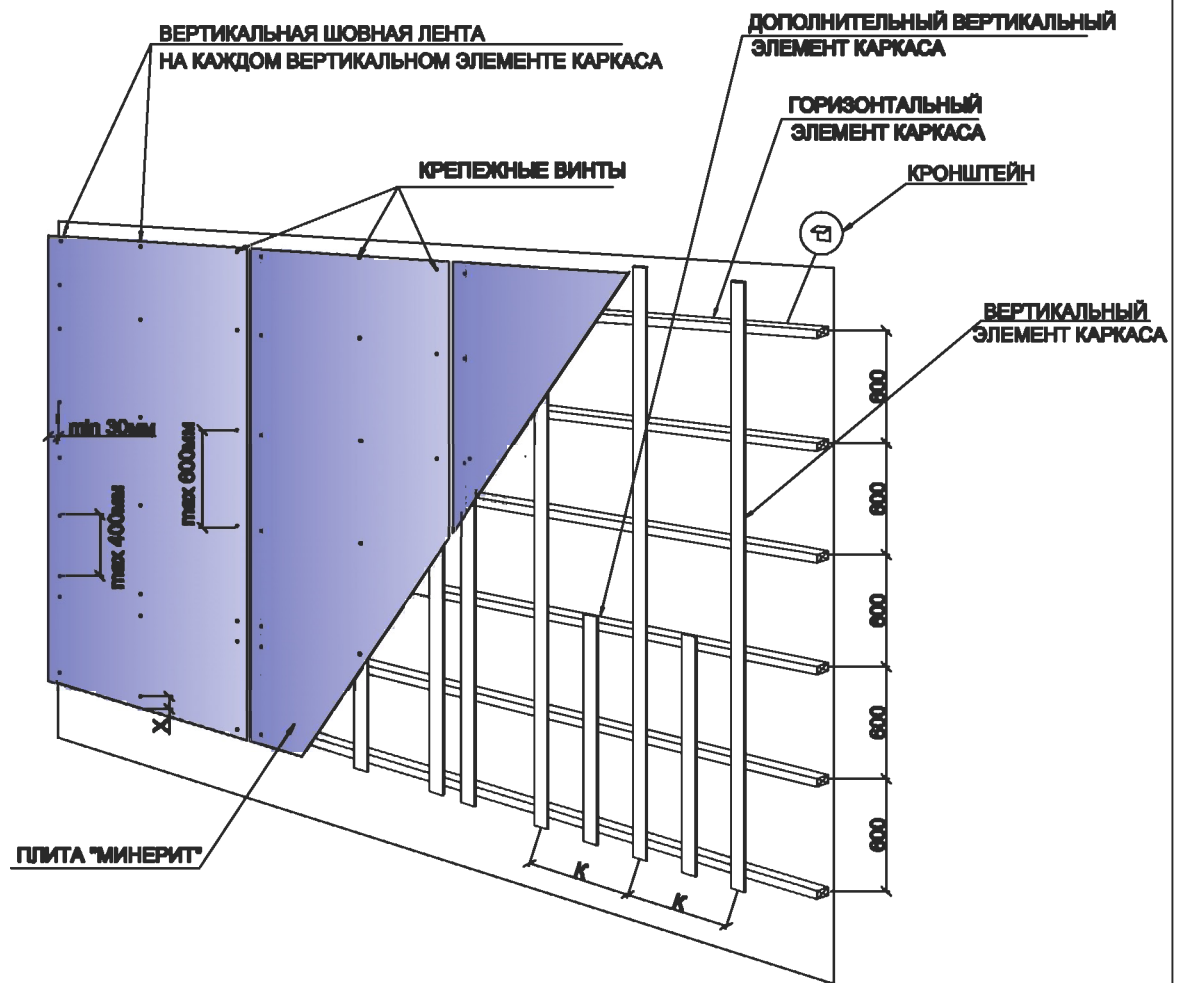 ВЕРТИКАЛЬНАЯ ШОВНАЯ ЛЕНТА
НА КАЖДОМ ВЕРТИКАЛЬНОМ ЭЛЕМЕНТЕ КАРКАСА
ДОПОЛНИТЕЛЬНЫЙ ВЕРТИКАЛЬНЫЙ
ЭЛЕМЕНТ КАРКАСА
ГОРИЗОНТАЛЬНЫЙ
ЭЛЕМЕНТ КАРКАСА
КРЕПЕЖНЫЕ ВИНТЫ
КРОНШТЕЙН
ВЕРТИКАЛЬНЫЙ
ЭЛЕМЕНТ КАРКАСА
600
600
600
600
600
min 30мм
max 600мм
max 400мм
X
ПЛИТА "МИНЕРИТ"
К
К